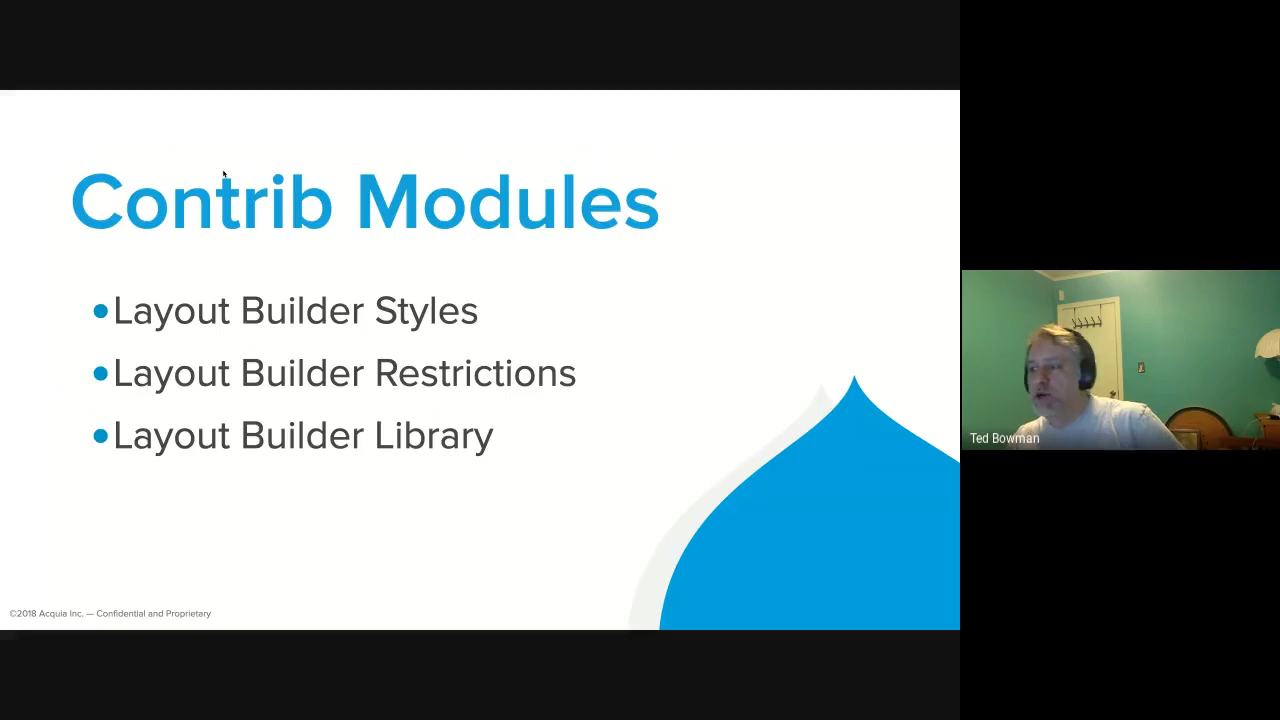 Contrib Modules
•Layout Builder Styles
•Layout Builder Restrictions
•Layout Builder Library
©2018 Acquia Inc. — Confidential and Proprietary
Ted Bowman